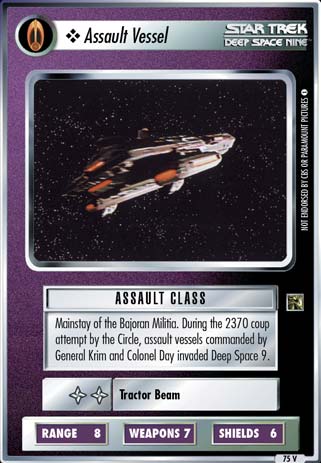 ❖ Assault Vessel
STAR TREK
DEEP SPACE NINE™
NOT ENDORSED BY CBS OR PARAMOUNT PICTURES
ASSAULT CLASS
Mainstay of the Bajoran Militia. During the 2370 coup
attempt by the Circle, assault vessels commanded by
General Krim and Colonel Day invaded Deep Space 9.
Tractor Beam
RANGE 8
WEAPONS 7
SHIELDS 6
75 V